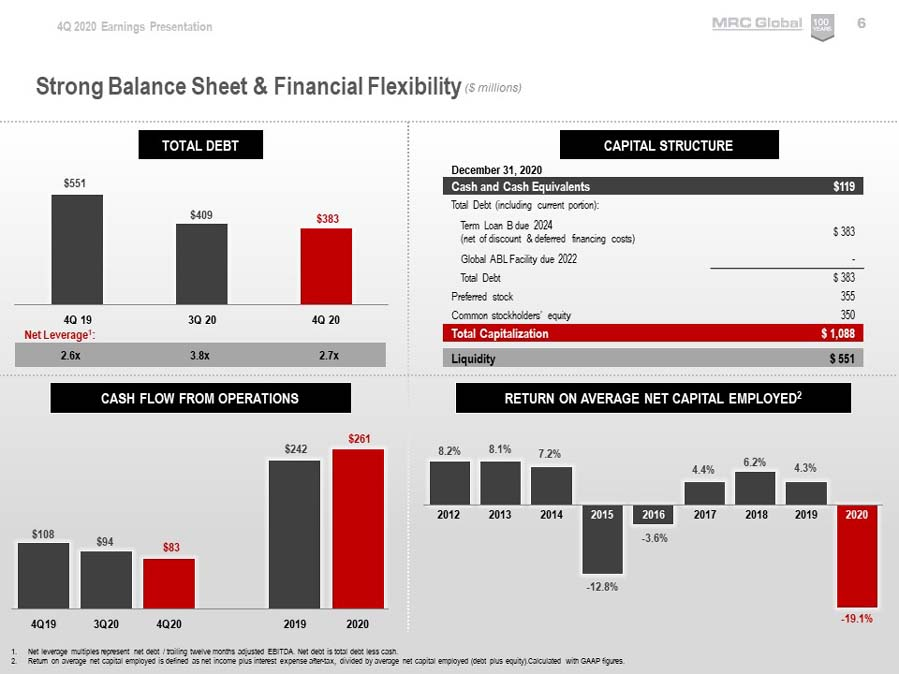 4Q 2020 Earnings Presentation
MRC Global
100 YEARS
6
Strong Balance Sheet & Financial Flexibility ($ millions)
TOTAL DEBT
$551
$409
$383
4Q 19 3Q 20 4Q 20
Net Leverage1:
2.6x 3.8x 2.7x
CAPITAL STRUCTURE
December 31, 2020
Cash and Cash Equivalents $119
Total Debt (including current portion):
Term Loan B due 2024
(net of discount & deferred financing costs) $ 383
Global ABL Facility due 2022 -
Total Debt $ 383
Preferred stock 355
Common stockholders' equity 350
Total Capitalization $ 1,088
Liquidity $ 551
CASH FLOW FROM OPERATIONS
$108
$94
$83
$242
$261
4Q19 3Q20 4Q20 2019 2020
RETURN ON AVERAGE NET CAPITAL EMPLOYED2
8.2% 8.1% 7.2% 4.4% 6.2% 4.3%
2012 2013 2014 2015 2016 2017 2018 2019 2020
-3.6%
-12.8%
-19.1%
1. Net leverage multiples represent net debt / trailing twelve months adjusted EBITDA. Net debt is total debt less cash.
2. Return on average net capital employed is defined as net income plus interest expense after-tax, divided by average net capital employed (debt plus equity).Calculated with GAAP figures.